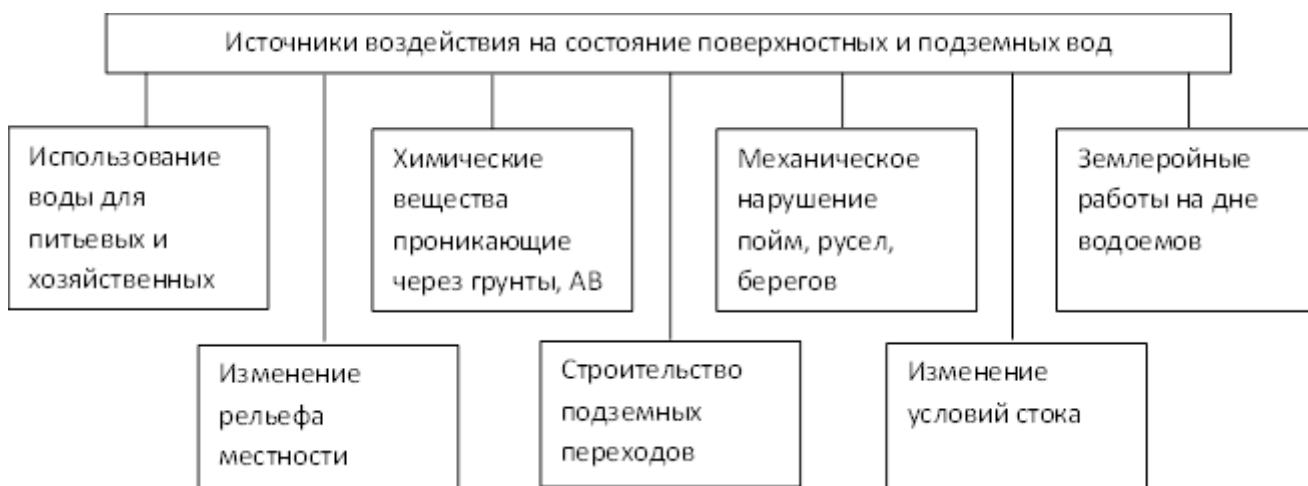 Источники воздействия на состояние поверхностных и подземных вод
Использование
воды для
питьевых и
хозяйственных
Химические
вещества
проникающие
через грунты, АВ
Механическое
нарушение
пойм, русел,
берегов
Землеройные
работы на дне
водоемов
Изменение
рельефа
местности
Строительство
подземных
переходов
Изменение
условий стока